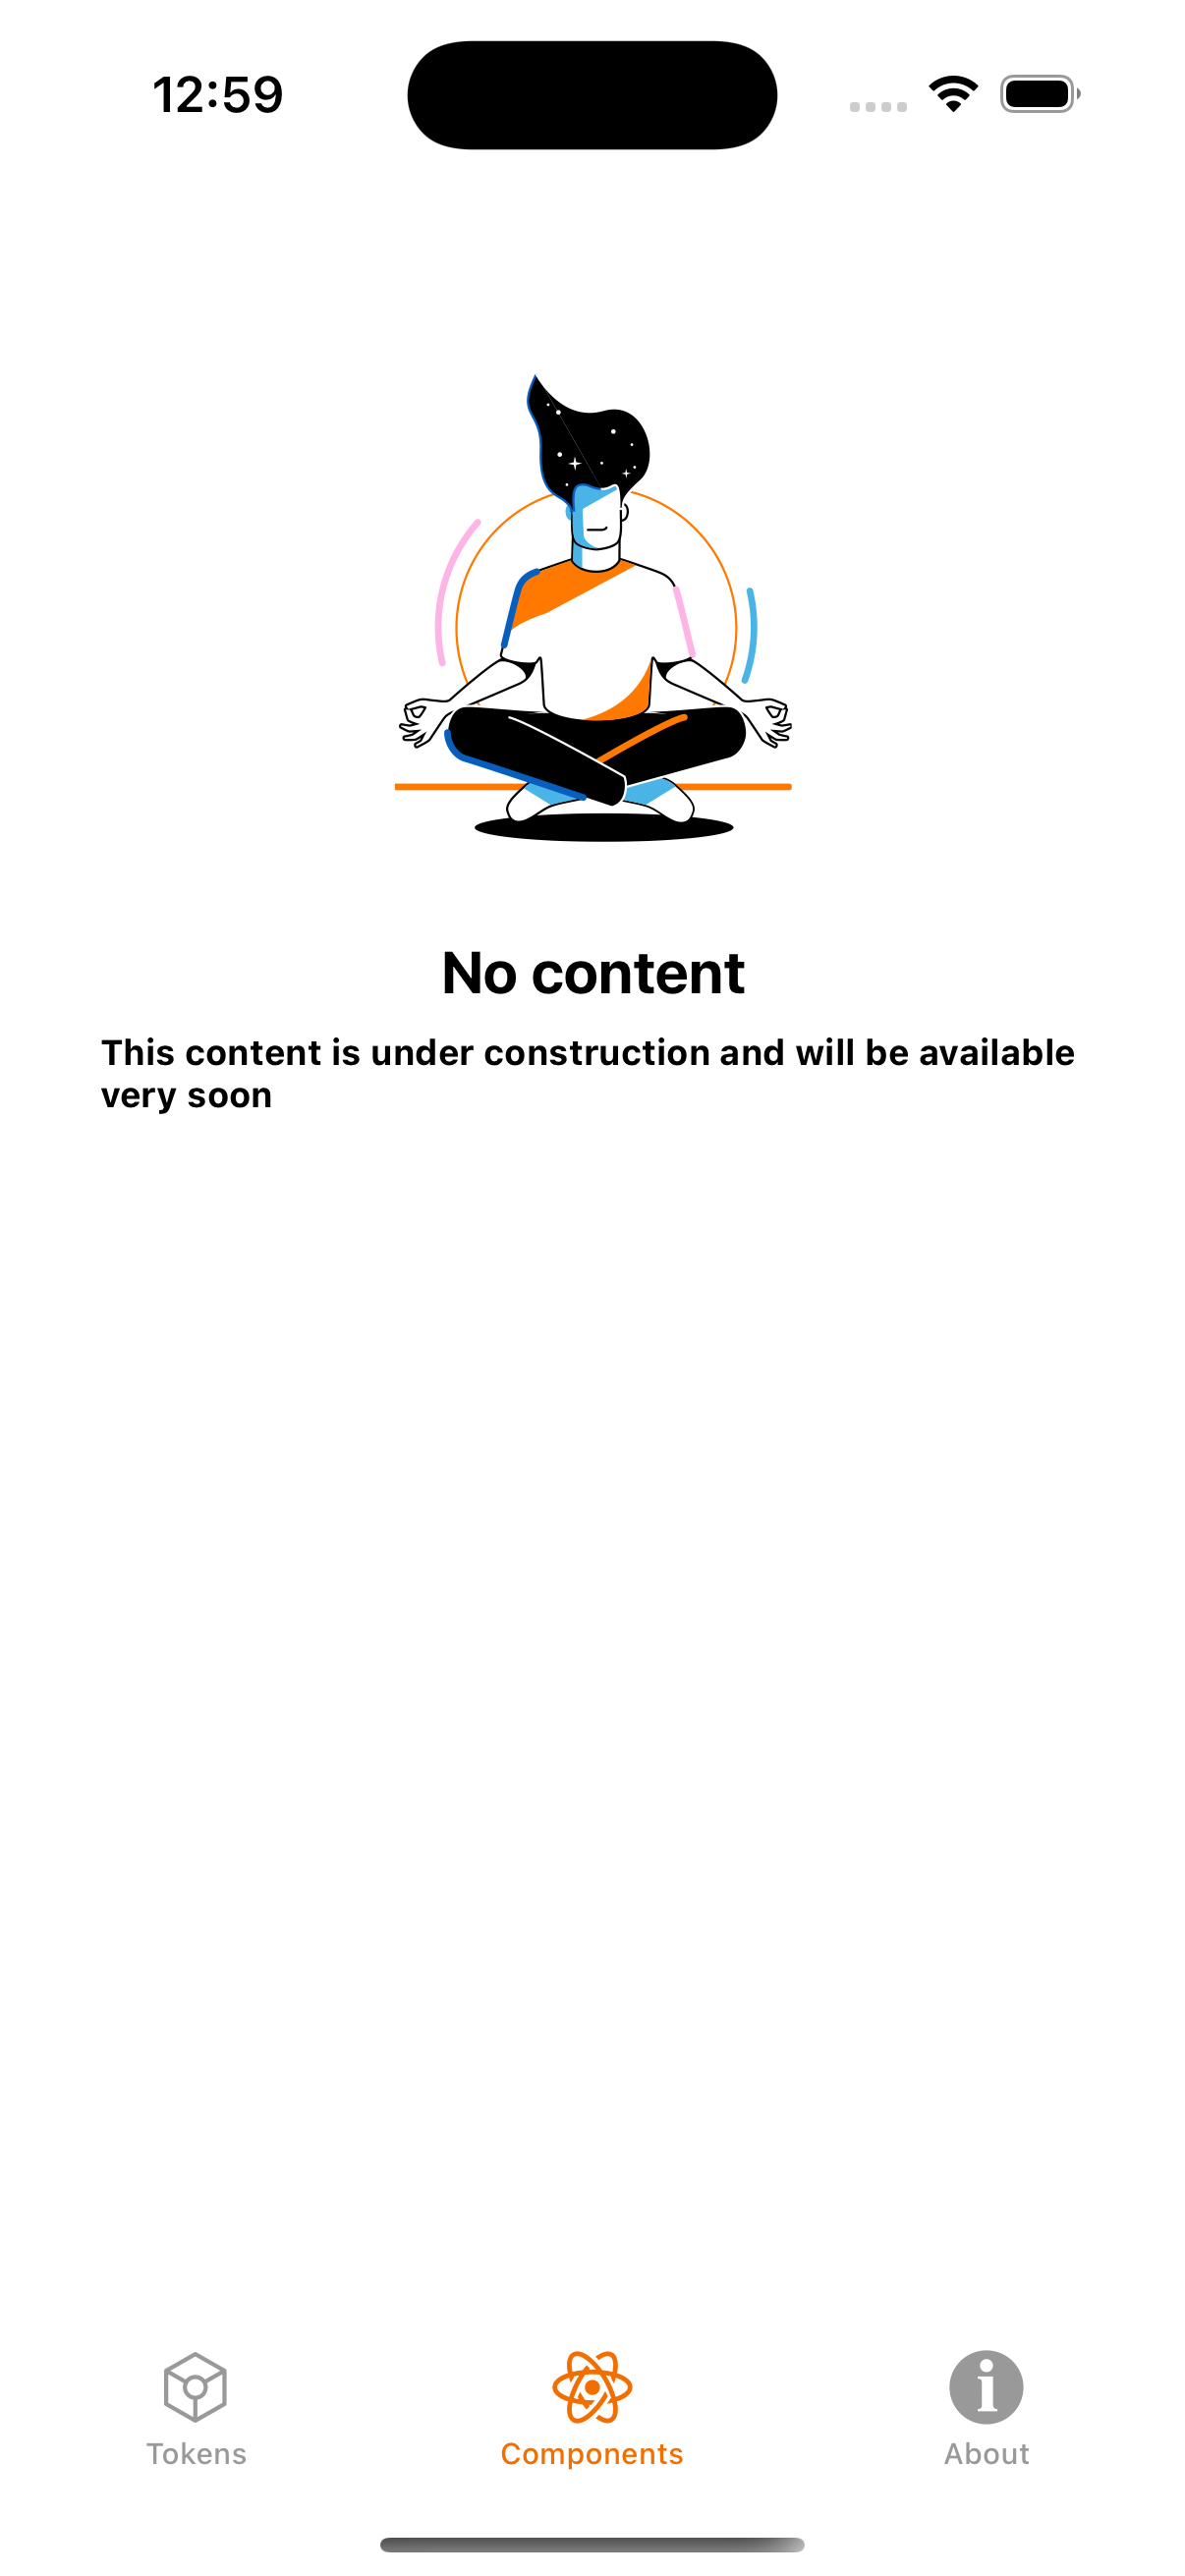 12:59
No content
This content is under construction and will be available
very soon
Tokens
Components
About